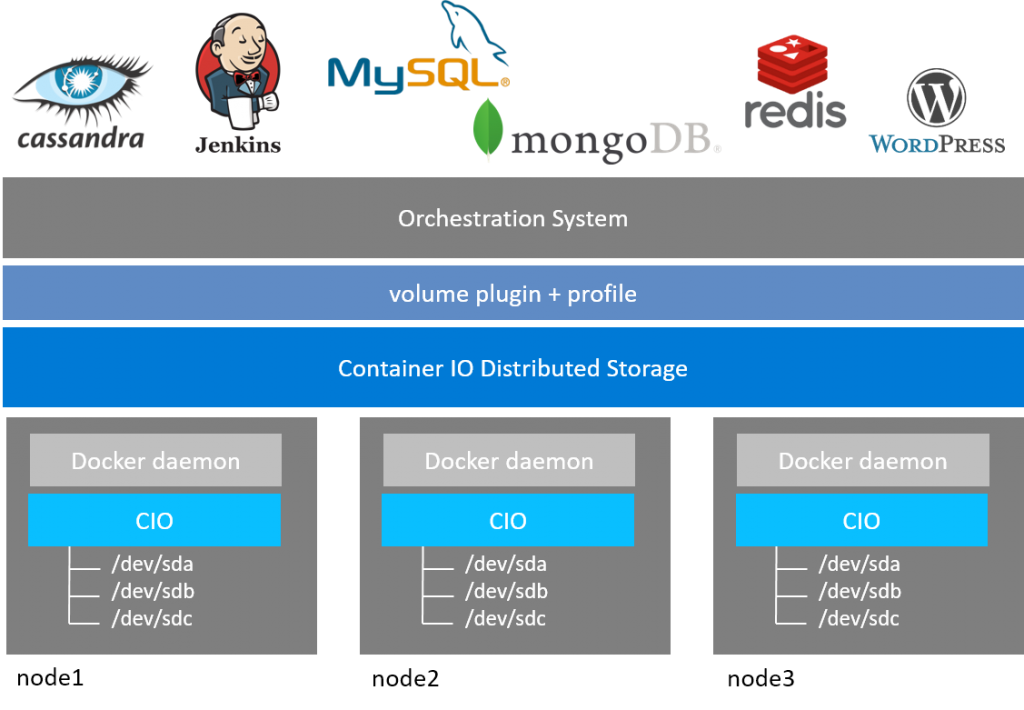 cassandra
Jenkins
MySQL®
mongoDB®
redis
WORDPRESS
Orchestration System
volume plugin + profile
Container IO Distributed Storage
Docker daemon
CIO
/dev/sda
/dev/sdb
/dev/sdc
node1
Docker daemon
CIO
/dev/sda
/dev/sdb
/dev/sdc
node2
Docker daemon
CIO
/dev/sda
/dev/sdb
/dev/sdc
node3